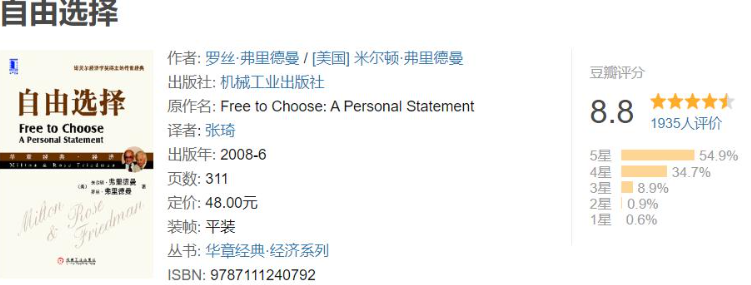 自由选择
诺贝尔经济学获得主的传世经典
自由选择
Free to Choose
A Personal Statement
华章经典·经济
Milton & Rose Friedman
(美) 米尔顿·弗里德曼
罗丝·弗里德曼 著
Milton
& Rose
Friedman
机械工业出版社
作者: 罗丝·弗里德曼 / [美国] 米尔顿·弗里德曼
出版社: 机械工业出版社
原作名: Free to Choose: A Personal Statement
译者: 张琦
出版年: 2008-6
页数: 311
定价: 48.00元
装帧: 平装
丛书: 华章经典·经济系列
ISBN: 9787111240792
豆瓣评分
8.8
1935人评价
5星 54.9%
4星 34.7%
3星 8.9%
2星 0.9%
1星 0.6%